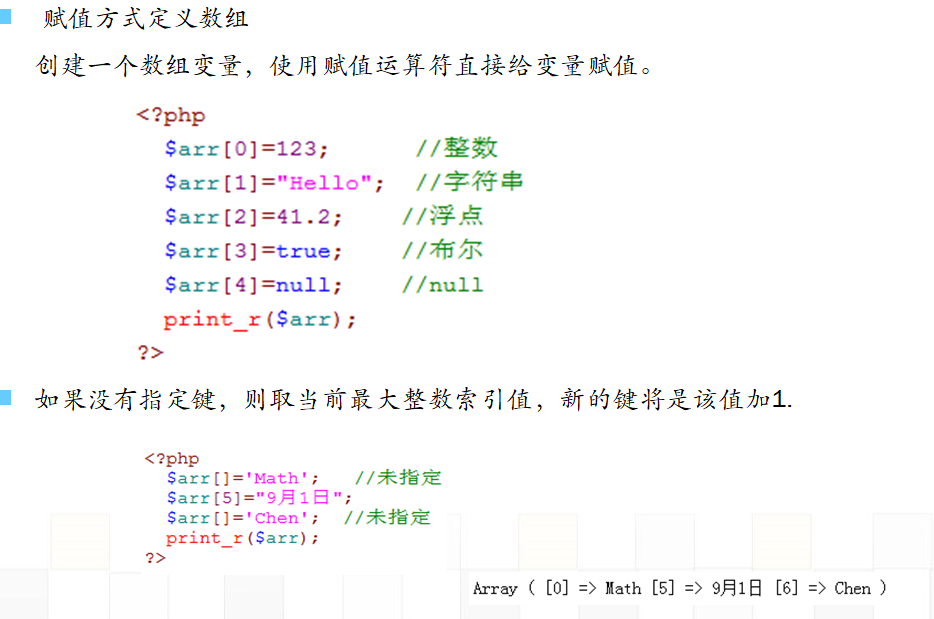 赋值方式定义数组
创建一个数组变量，使用赋值运算符直接给变量赋值。
<?php
$arr[0]=123; //整数
$arr[1]="Hello"; //字符串
$arr[2]=41.2; //浮点
$arr[3]=true; //布尔
$arr[4]=null; //null
print_r($arr);
?>
如果没有指定键，则取当前最大整数索引值，新的键将是该值加1.
<?php
$arr[]='Math'; //未指定
$arr[5]="9月1日";
$arr[]='Chen'; //未指定
print_r($arr);
?>
Array ( [0] => Math [5] => 9月1日 [6] => Chen )